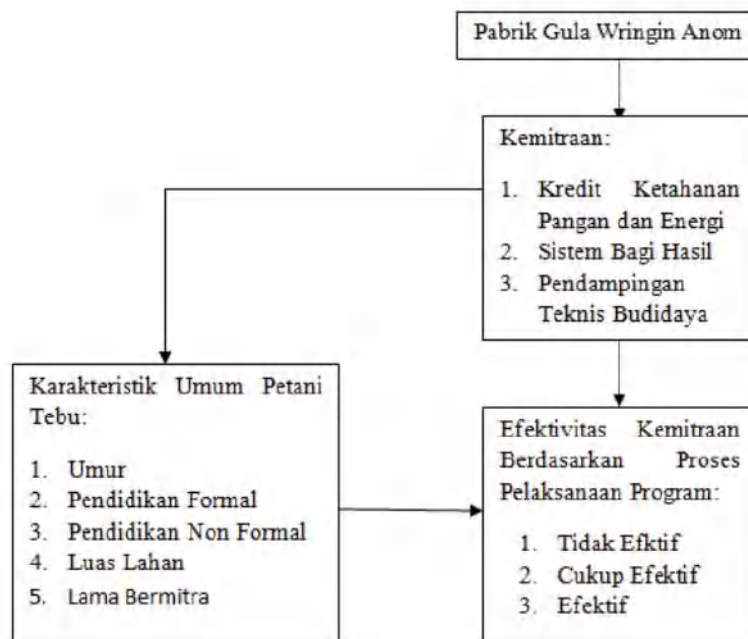 Pabrik Gula Wringin Anom
Kemitraan:
1. Kredit Ketahanan
Pangan dan Energi
2. Sistem Bagi Hasil
3. Pendampingan
Teknis Budidaya
Karakteristik Umum Petani
Tebu:
1. Umur
2. Pendidikan Formal
3. Pendidikan Non Formal
4. Luas Lahan
5. Lama Bermitra
Efektivitas Kemitraan
Berdasarkan Proses
Pelaksanaan Program:
1. Tidak Efktif
2. Cukup Efektif
3. Efektif